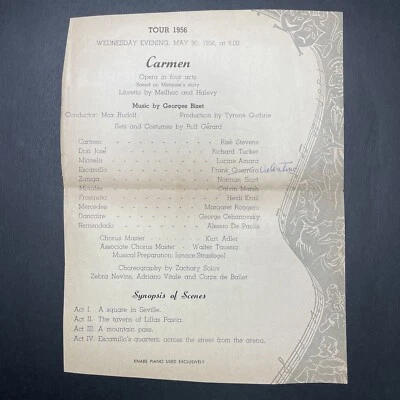 TOUR 1956
WEDNESDAY EVENING, MAY 30, 1956, at 8:00
Carmen
Opera in four acts
Based on Merimee's story
Libretto by Meilhac and Halevy
Music by Georges Bizet
Conductor: Max Rudolf Production by Tyrone Guthrie
Sets and Costumes by Rolf Gérard
Carmen - - - - - - Risë Stevens
Don José - - - - - - Richard Tucker
Micaela - - - - - - Lucine Amara
Escamillo - - - - - - Frank Guarrera Valentino
Zuniga - - - - - - Norman Scott
Morales - - - - - - Calvin Marsh
Frasquita - - - - - - Heidi Krall
Mercedes - - - - - - Margaret Roggero
Dancaire - - - - - - George Cehanovsky
Remendado - - - - - - Alessio De Paolis
Chorus Master - - - Kurt Adler
Associate Chorus Master - - Walter Taussig
Musical Preparation: Ignace Strasfogel
Choreography by Zachary Solov
Zebra Nevins, Adriano Vitale and Corps de Ballet
Synopsis of Scenes
Act I. A square in Seville.
Act II. The tavern of Lillas Pastia.
Act III. A mountain pass.
Act IV. Escamillo's quarters; across the street from the arena.
KNABE PIANO USED EXCLUSIVELY